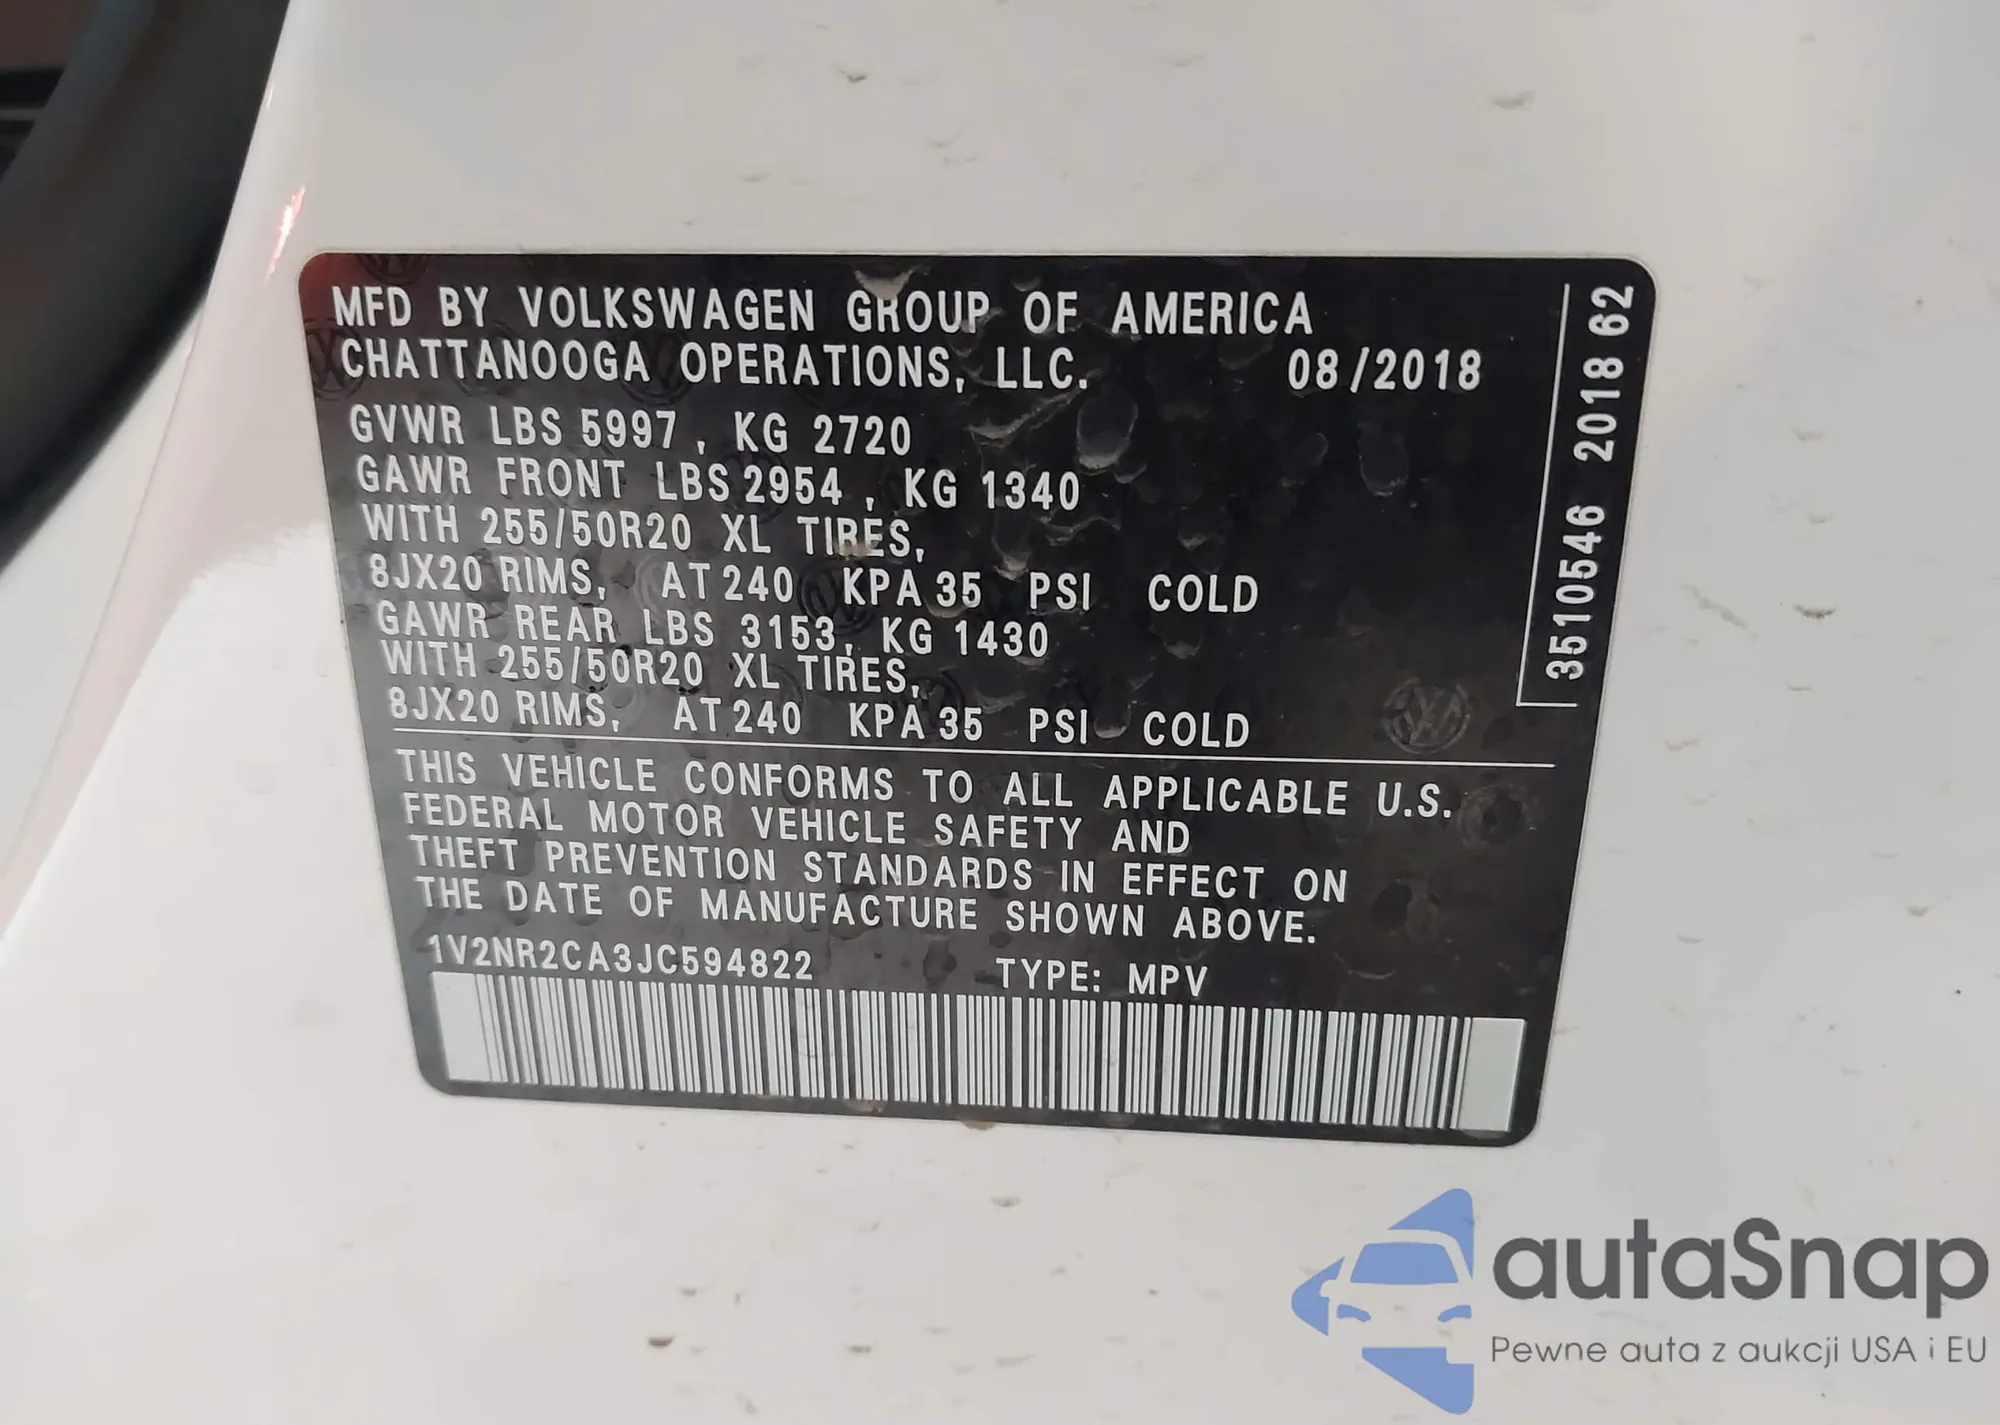 MFD BY VOLKSWAGEN GROUP OF AMERICA
CHATTANOOGA OPERATIONS, LLC. 08/2018
GVWR LBS 5997, KG 2720
GAWR FRONT LBS 2954, KG 1340
WITH 255/50R20 XL TIRES,
8JX20 RIMS, AT 240 KPA 35 PSI COLD
GAWR REAR LBS 3153, KG 1430
WITH 255/50R20 XL TIRES,
8JX20 RIMS, AT 240 KPA 35 PSI COLD
THIS VEHICLE CONFORMS TO ALL APPLICABLE U.S.
FEDERAL MOTOR VEHICLE SAFETY AND
THEFT PREVENTION STANDARDS IN EFFECT ON
THE DATE OF MANUFACTURE SHOWN ABOVE.
1V2NR2CA3JC594822 TYPE: MPV
3510546 2018 62
autaSnap
Pewne auta z aukcji USA i EU